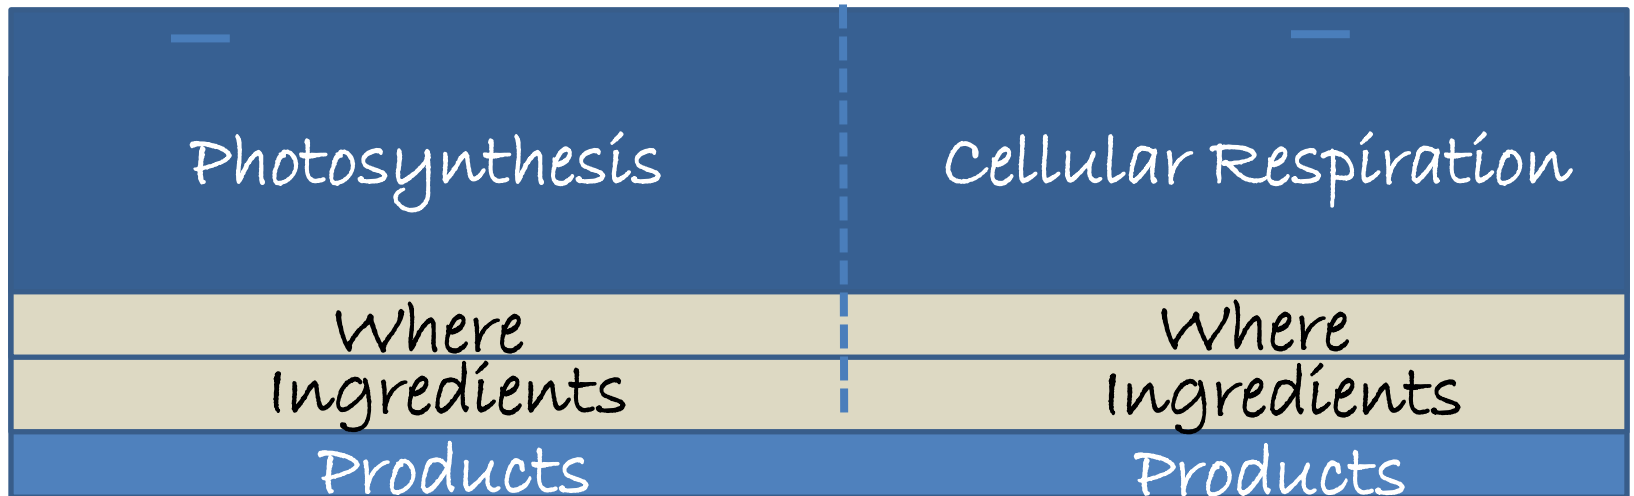 Photosynthesis
Cellular Respiration
Where
Where
Ingredients
Ingredients
Products
Products